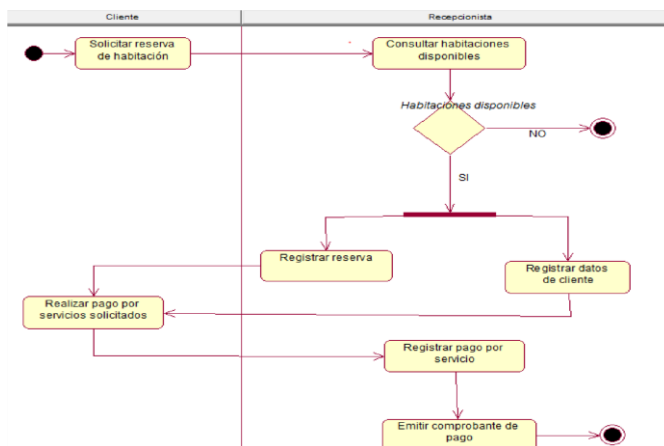 Cliente
Recepcionista
Solicitar reserva
de habitación
Consultar habitaciones
disponibles
Habitaciones disponibles
NO
SI
Registrar reserva
Registrar datos
de cliente
Realizar pago por
servicios solicitados
Registrar pago por
servicio
Emitir comprobante de
pago